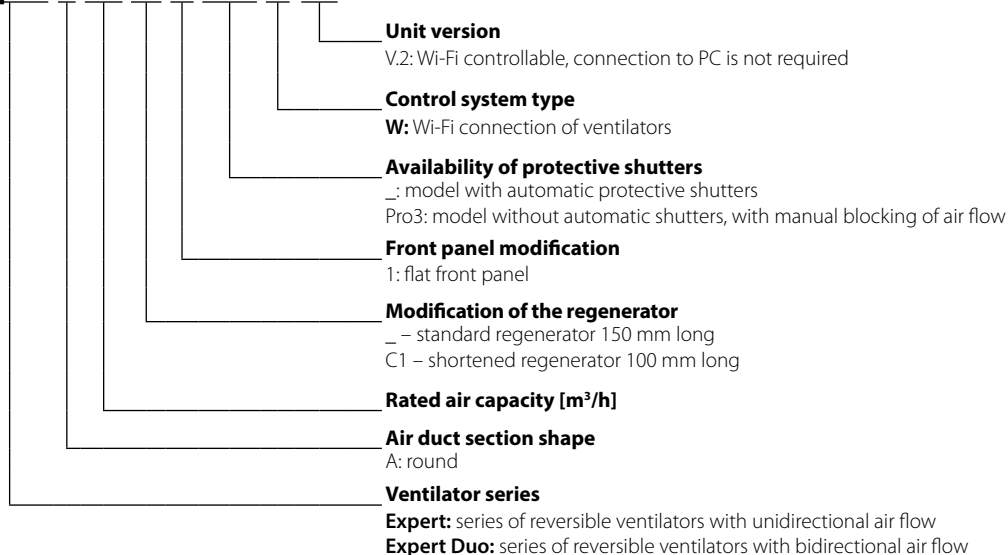 Unit version
V.2: Wi-Fi controllable, connection to PC is not required
Control system type
W: Wi-Fi connection of ventilators
Availability of protective shutters
_: model with automatic protective shutters
Pro3: model without automatic shutters, with manual blocking of air flow
Front panel modification
1: flat front panel
Modification of the regenerator
_ – standard regenerator 150 mm long
C1 – shortened regenerator 100 mm long
Rated air capacity [m³/h]
Air duct section shape
A: round
Ventilator series
Expert: series of reversible ventilators with unidirectional air flow
Expert Duo: series of reversible ventilators with bidirectional air flow